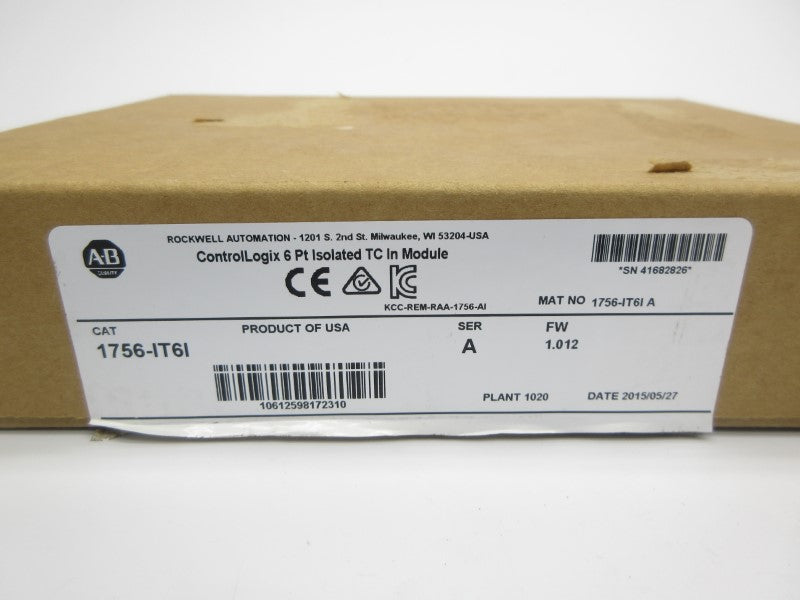 ROCKWELL AUTOMATION - 1201 S. 2nd St. Milwaukee, WI 53204-USA
A-B
QUALITY
ControlLogix 6 Pt Isolated TC In Module
*SN 41682826*
CE
KC
KCC-REM-RAA-1756-AI
MAT NO 1756-IT6I A
CAT
PRODUCT OF USA
SER
FW
1756-IT6I
A
1.012
10612598172310
PLANT 1020
DATE 2015/05/27